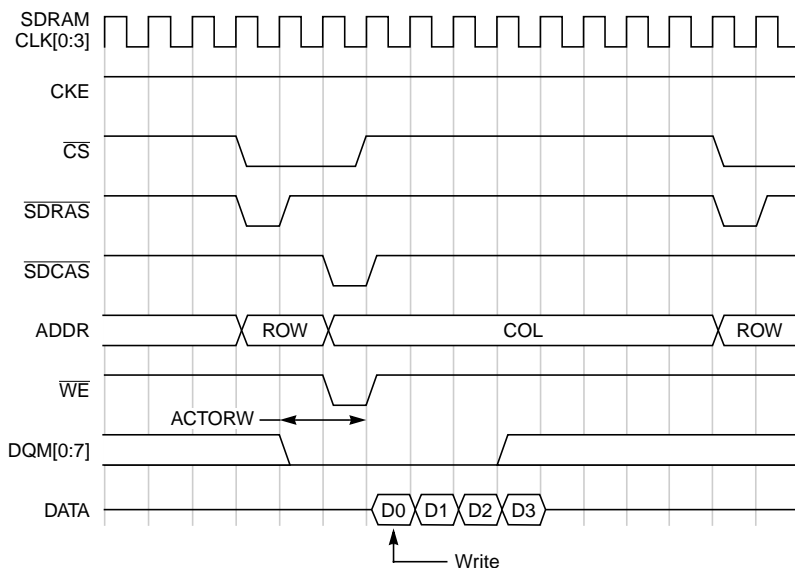 SDRAM
CLK[0:3]
CKE
CS
SDRAS
SDCAS
ADDR ROW COL ROW
WE
ACTORW
DQM[0:7]
DATA D0 D1 D2 D3
Write